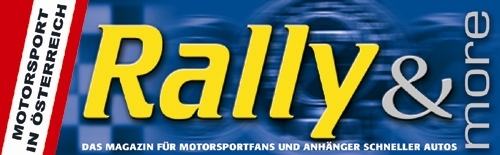 MOTORSPORT
IN ÖSTERREICH
Rally & more
DAS MAGAZIN FÜR MOTORSPORTFANS UND ANHÄNGER SCHNELLER AUTOS